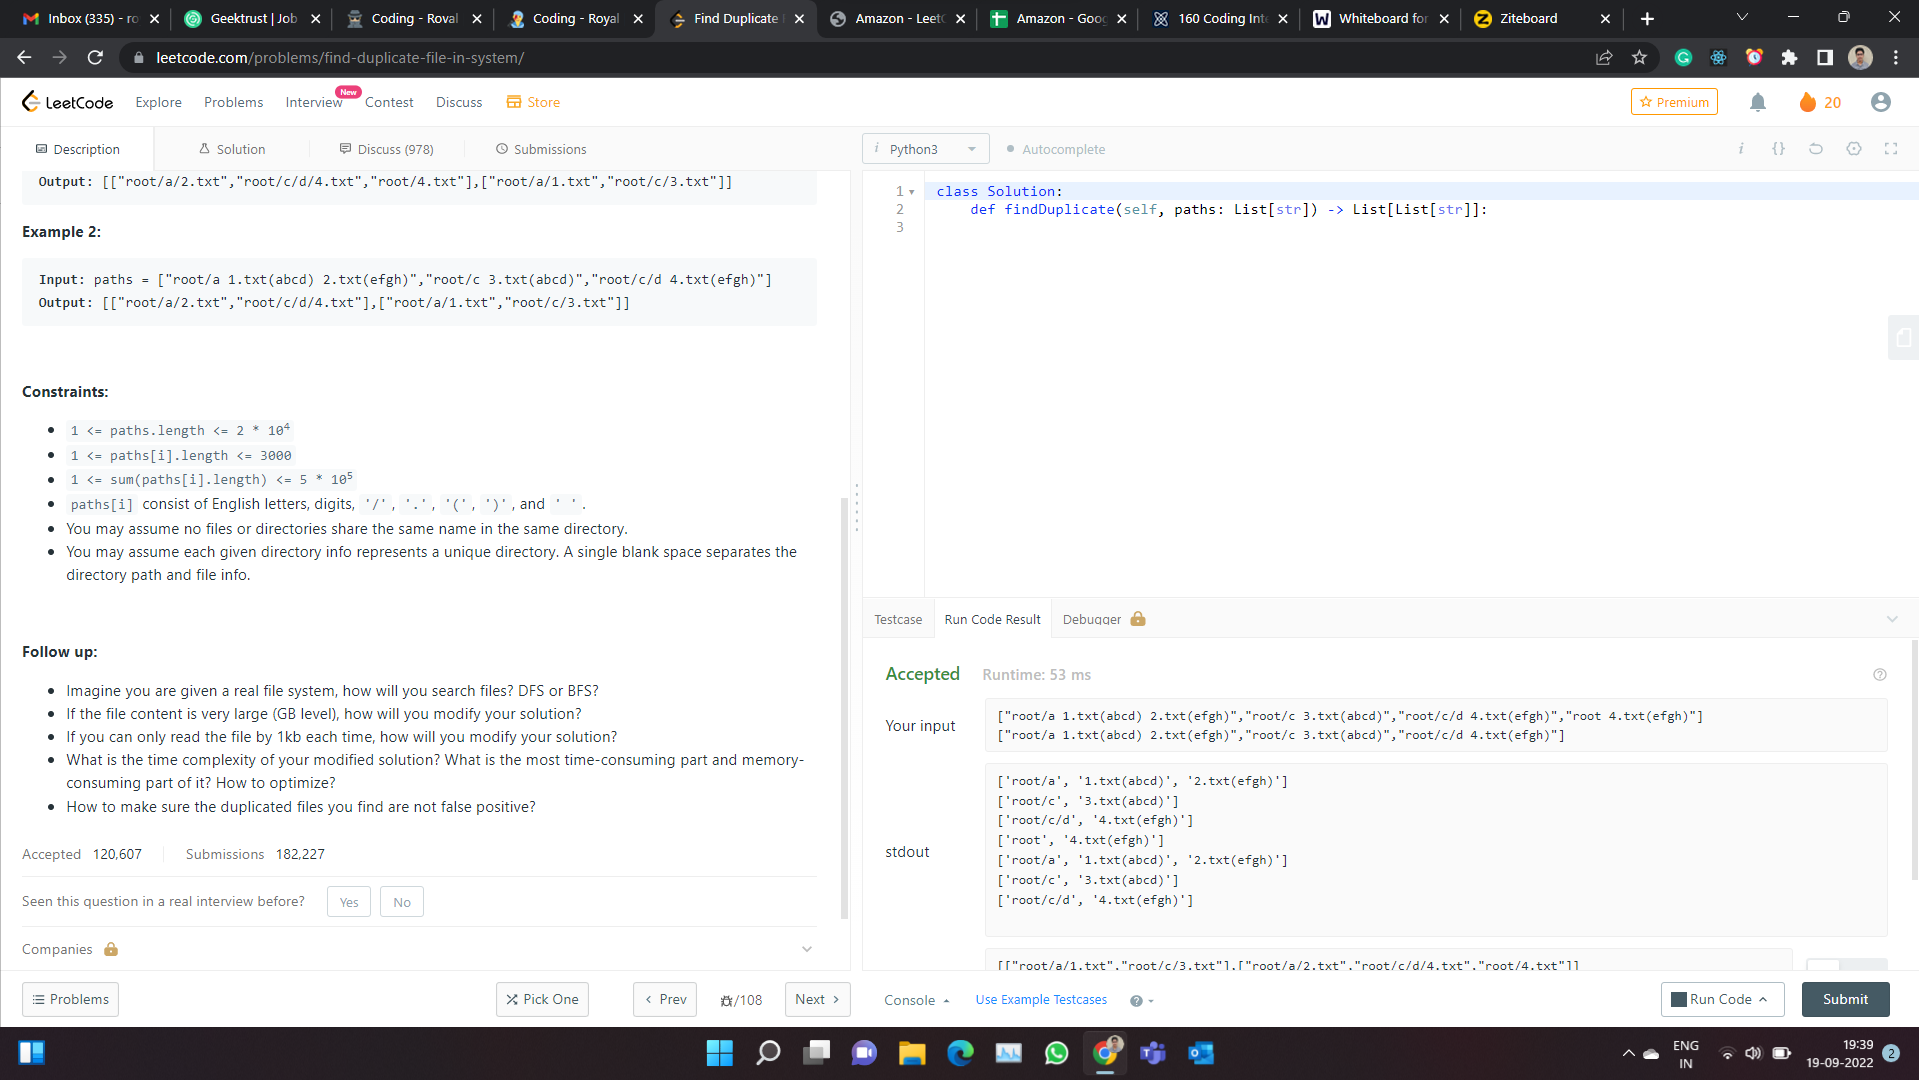 Inbox (335) - ro
Geektrust | Job
Coding - Royal
Coding - Royal
Find Duplicate
Amazon - Leet
Amazon - Goo
160 Coding Int
Whiteboard for
Ziteboard
leetcode.com/problems/find-duplicate-file-in-system/
LeetCode
Explore
Problems
Interview
New
Contest
Discuss
Store
Premium
20
Description
Solution
Discuss (978)
Submissions
Output: [["root/a/2.txt","root/c/d/4.txt","root/4.txt"],["root/a/1.txt","root/c/3.txt"]]
Example 2:
Input: paths = ["root/a 1.txt(abcd) 2.txt(efgh)","root/c 3.txt(abcd)","root/c/d 4.txt(efgh)"]
Output: [["root/a/2.txt","root/c/d/4.txt"],["root/a/1.txt","root/c/3.txt"]]
Constraints:
1 <= paths.length <= 2 * 10⁴
1 <= paths[i].length <= 3000
1 <= sum(paths[i].length) <= 5 * 10⁵
paths[i] consist of English letters, digits, '/', '.', '(', ')', and ' '.
You may assume no files or directories share the same name in the same directory.
You may assume each given directory info represents a unique directory. A single blank space separates the
directory path and file info.
Follow up:
Imagine you are given a real file system, how will you search files? DFS or BFS?
If the file content is very large (GB level), how will you modify your solution?
If you can only read the file by 1kb each time, how will you modify your solution?
What is the time complexity of your modified solution? What is the most time-consuming part and memory-
consuming part of it? How to optimize?
How to make sure the duplicated files you find are not false positive?
Accepted 120,607
Submissions 182,227
Seen this question in a real interview before?
Yes
No
Companies
Problems
Pick One
Prev
/108
Next
i Python3
Autocomplete
i {}
1 class Solution:
2 def findDuplicate(self, paths: List[str]) -> List[List[str]]:
3
Testcase
Run Code Result
Debugger
Accepted
Runtime: 53 ms
Your input
["root/a 1.txt(abcd) 2.txt(efgh)","root/c 3.txt(abcd)","root/c/d 4.txt(efgh)","root 4.txt(efgh)"]
["root/a 1.txt(abcd) 2.txt(efgh)","root/c 3.txt(abcd)","root/c/d 4.txt(efgh)"]
stdout
['root/a', '1.txt(abcd)', '2.txt(efgh)']
['root/c', '3.txt(abcd)']
['root/c/d', '4.txt(efgh)']
['root', '4.txt(efgh)']
['root/a', '1.txt(abcd)', '2.txt(efgh)']
['root/c', '3.txt(abcd)']
['root/c/d', '4.txt(efgh)']
[["root/a/1.txt","root/c/3.txt"],["root/a/2.txt","root/c/d/4.txt","root/4.txt"]]
Console
Use Example Testcases
Run Code
Submit
ENG
IN
19:39
19-09-2022
2